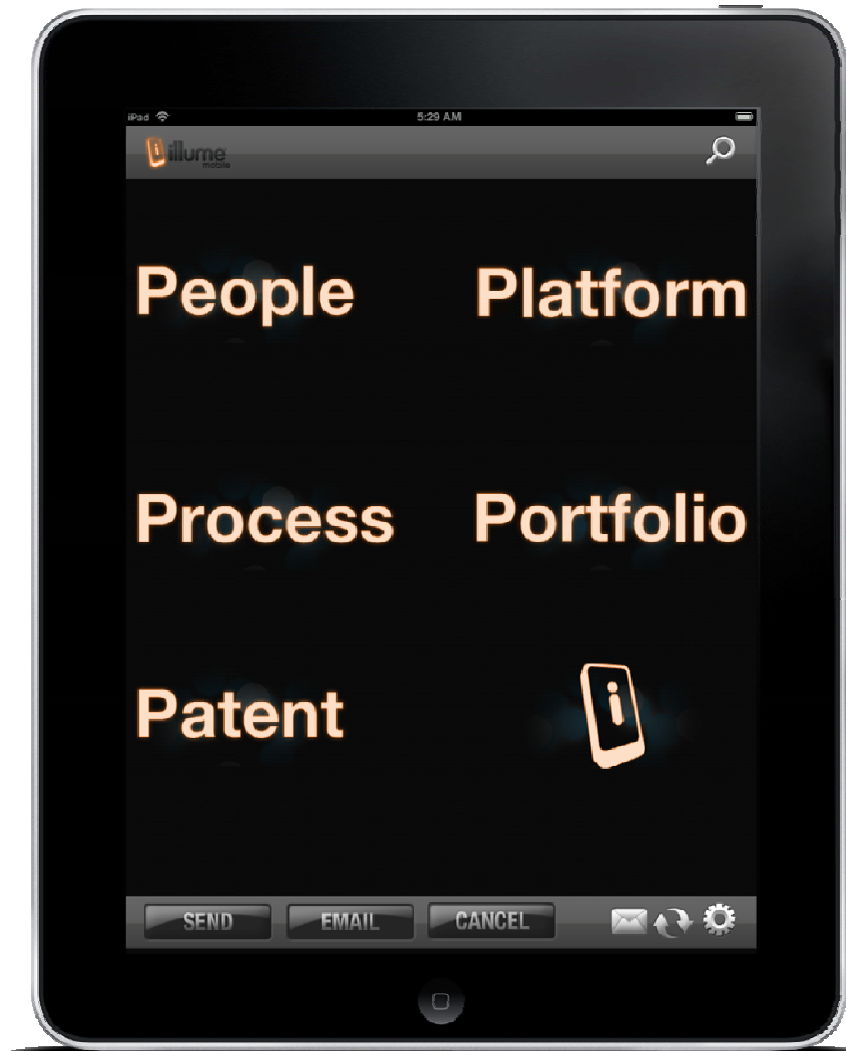 iPad 5:29 AM
i illume
mobile
People Platform
Process Portfolio
Patent i
SEND EMAIL CANCEL